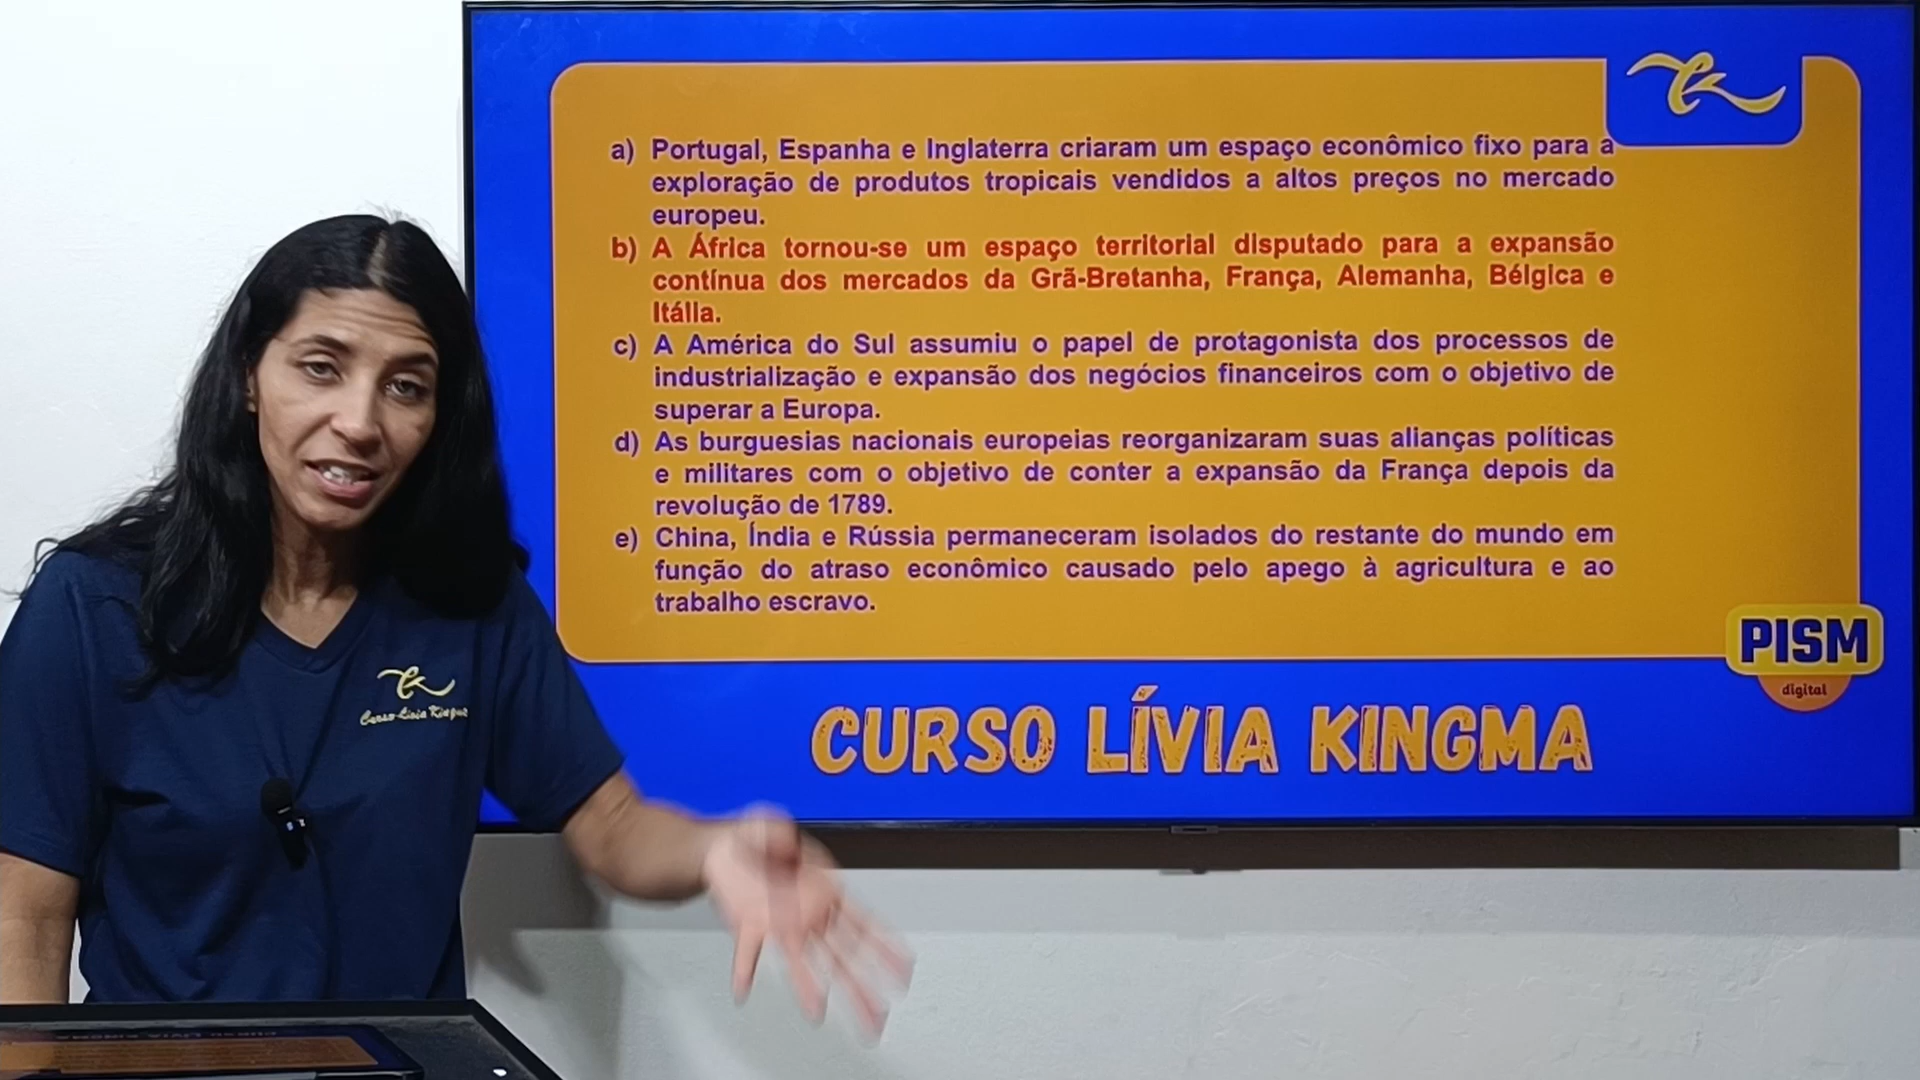 a) Portugal, Espanha e Inglaterra criaram um espaço econômico fixo para a
exploração de produtos tropicais vendidos a altos preços no mercado
europeu.
b) A África tornou-se um espaço territorial disputado para a expansão
contínua dos mercados da Grã-Bretanha, França, Alemanha, Bélgica e
Itália.
c) A América do Sul assumiu o papel de protagonista dos processos de
industrialização e expansão dos negócios financeiros com o objetivo de
superar a Europa.
d) As burguesias nacionais europeias reorganizaram suas alianças políticas
e militares com o objetivo de conter a expansão da França depois da
revolução de 1789.
e) China, Índia e Rússia permaneceram isolados do restante do mundo em
função do atraso econômico causado pelo apego à agricultura e ao
trabalho escravo.
PISM
digital
CURSO LÍVIA KINGMA
Curso Lívia Kingma